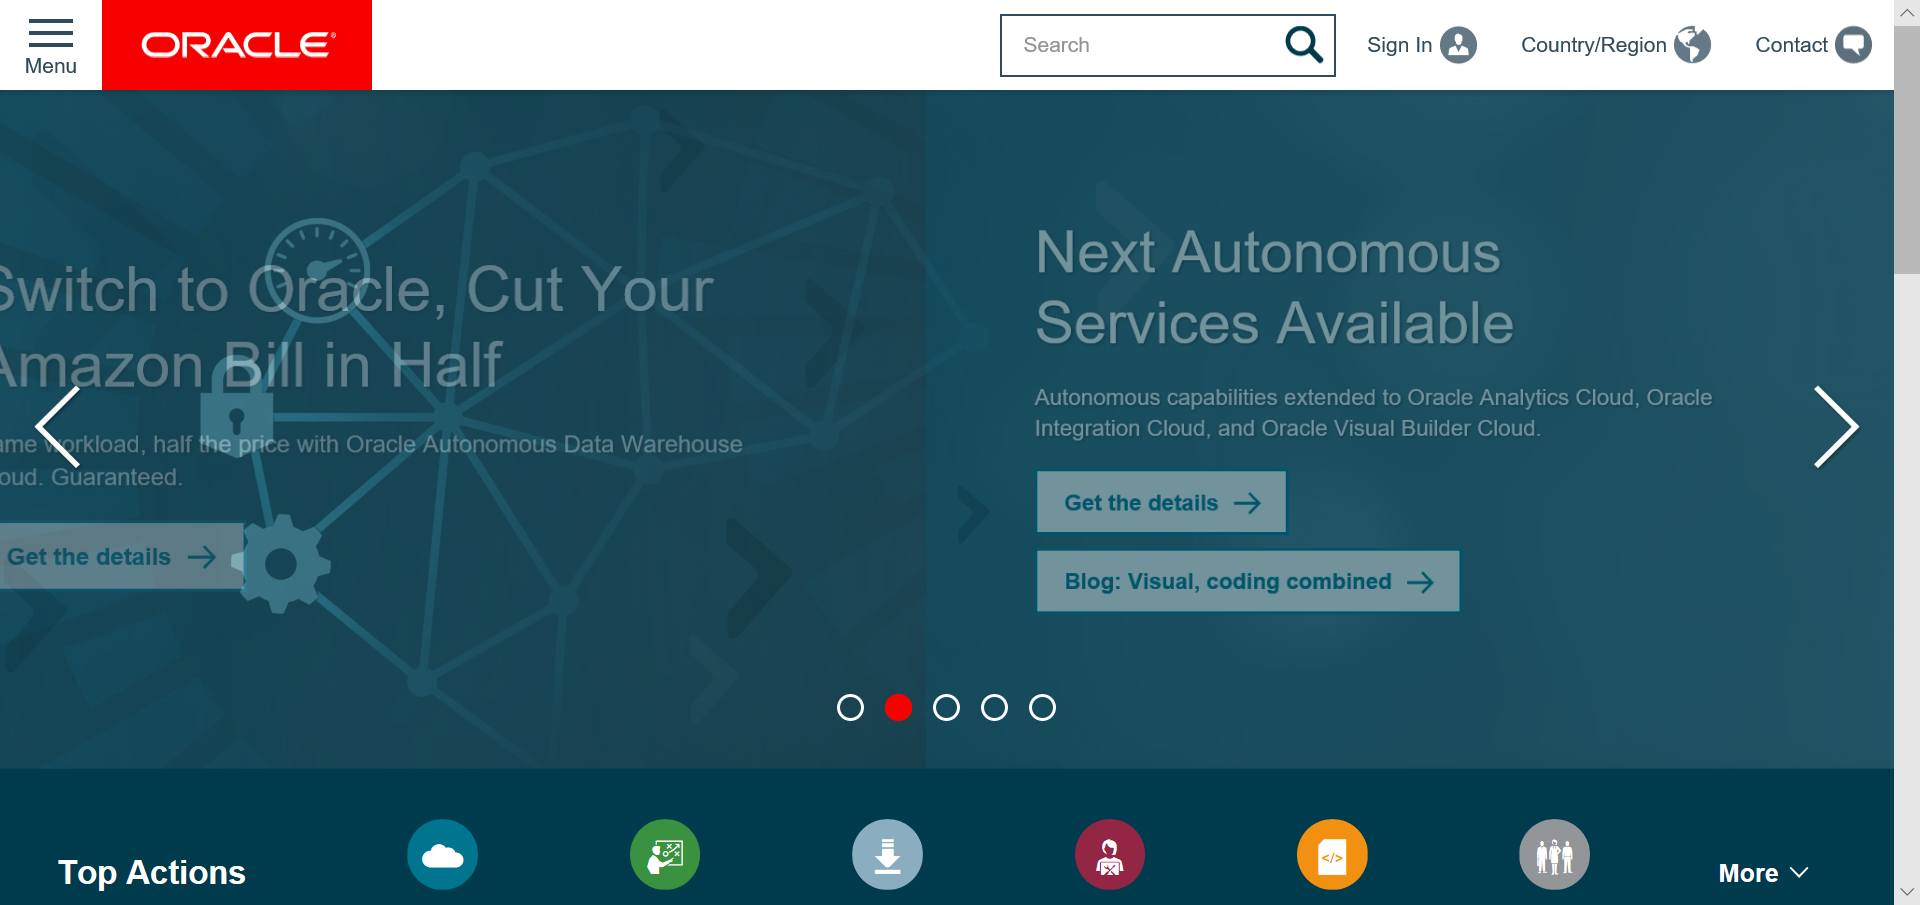 Menu
ORACLE®
Search
Sign In
Country/Region
Contact
Switch to Oracle, Cut Your
Amazon Bill in Half
ame workload, half the price with Oracle Autonomous Data Warehouse
oud. Guaranteed.
Get the details
Next Autonomous
Services Available
Autonomous capabilities extended to Oracle Analytics Cloud, Oracle
Integration Cloud, and Oracle Visual Builder Cloud.
Get the details
Blog: Visual, coding combined
Top Actions
</>
More